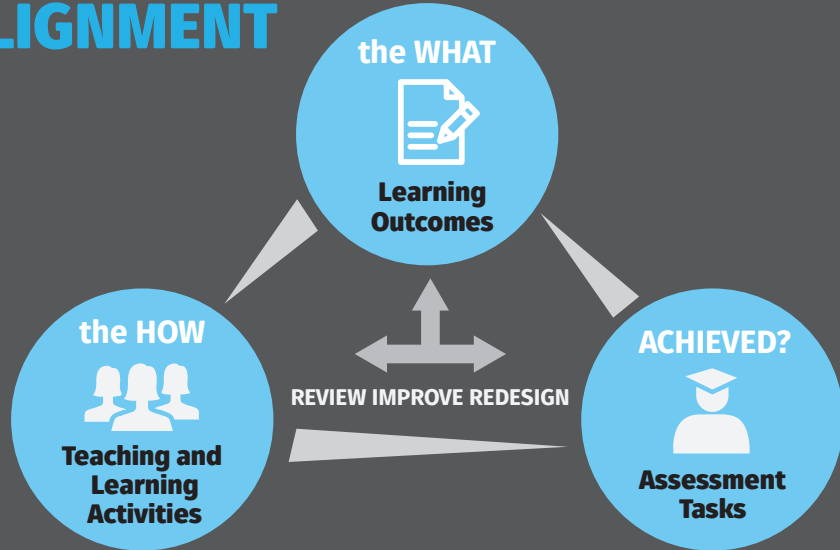 LIGNMENT
the WHAT
Learning
Outcomes
the HOW
Teaching and
Learning
Activities
REVIEW IMPROVE REDESIGN
ACHIEVED?
Assessment
Tasks